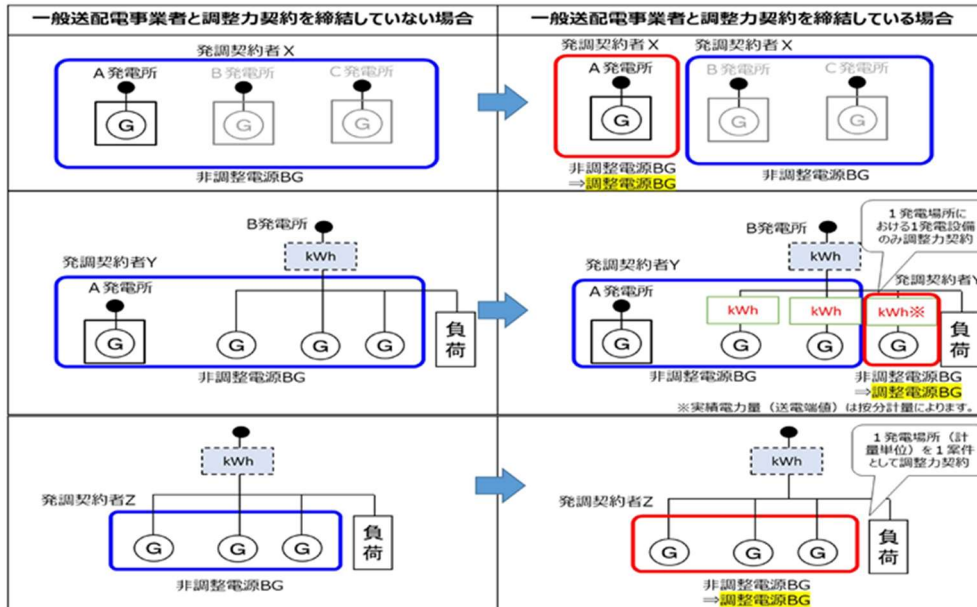 一般送配電事業者と調整力契約を締結していない場合
一般送配電事業者と調整力契約を締結している場合
発調契約者X
A発電所
B発電所
C発電所
G
G
G
非調整電源BG
発調契約者X
発調契約者X
A発電所
B発電所
C発電所
G
G
G
非調整電源BG
⇒調整電源BG
非調整電源BG
B発電所
kWh
発調契約者Y
A発電所
G
G
G
G
負荷
非調整電源BG
1発電場所に
おける1発電設備
のみ調整力契約
B発電所
kWh
発調契約者Y
発調契約者Y
A発電所
kWh
kWh
kWh※
G
G
G
G
負荷
非調整電源BG
非調整電源BG
⇒調整電源BG
※実績電力量（送電端値）は按分計量によります。
kWh
発調契約者Z
G
G
G
負荷
非調整電源BG
1発電場所（計
量単位）を1案件
として調整力契約
kWh
発調契約者Z
G
G
G
負荷
非調整電源BG
⇒調整電源BG